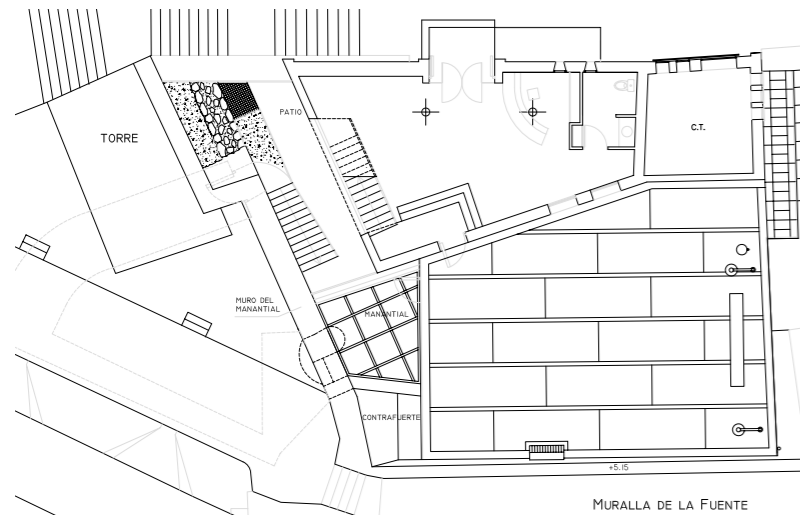 TORRE
PATIO
C.T.
MURO DEL
MANANTIAL
MANANTIAL
CONTRAFUERTE
+5.15
MURALLA DE LA FUENTE